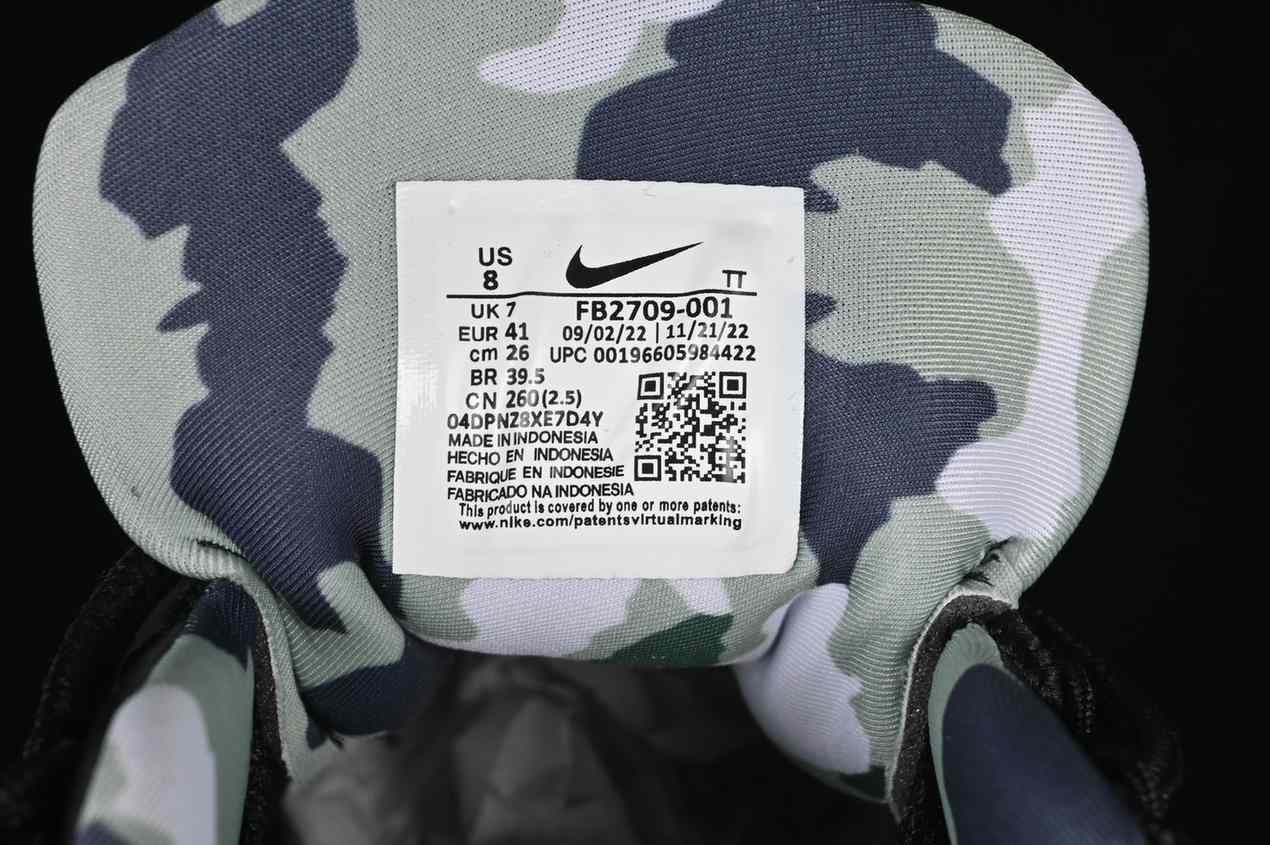 US
8 TT
UK 7 FB2709-001
EUR 41 09/02/22 | 11/21/22
cm 26 UPC 00196605984422
BR 39.5
CN 260(2.5)
04DPNZ8XE7D4Y
MADE IN INDONESIA
HECHO EN INDONESIA
FABRIQUE EN INDONESIE
FABRICADO NA INDONESIA
This product is covered by one or more patents:
www.nike.com/patentsvirtualmarking